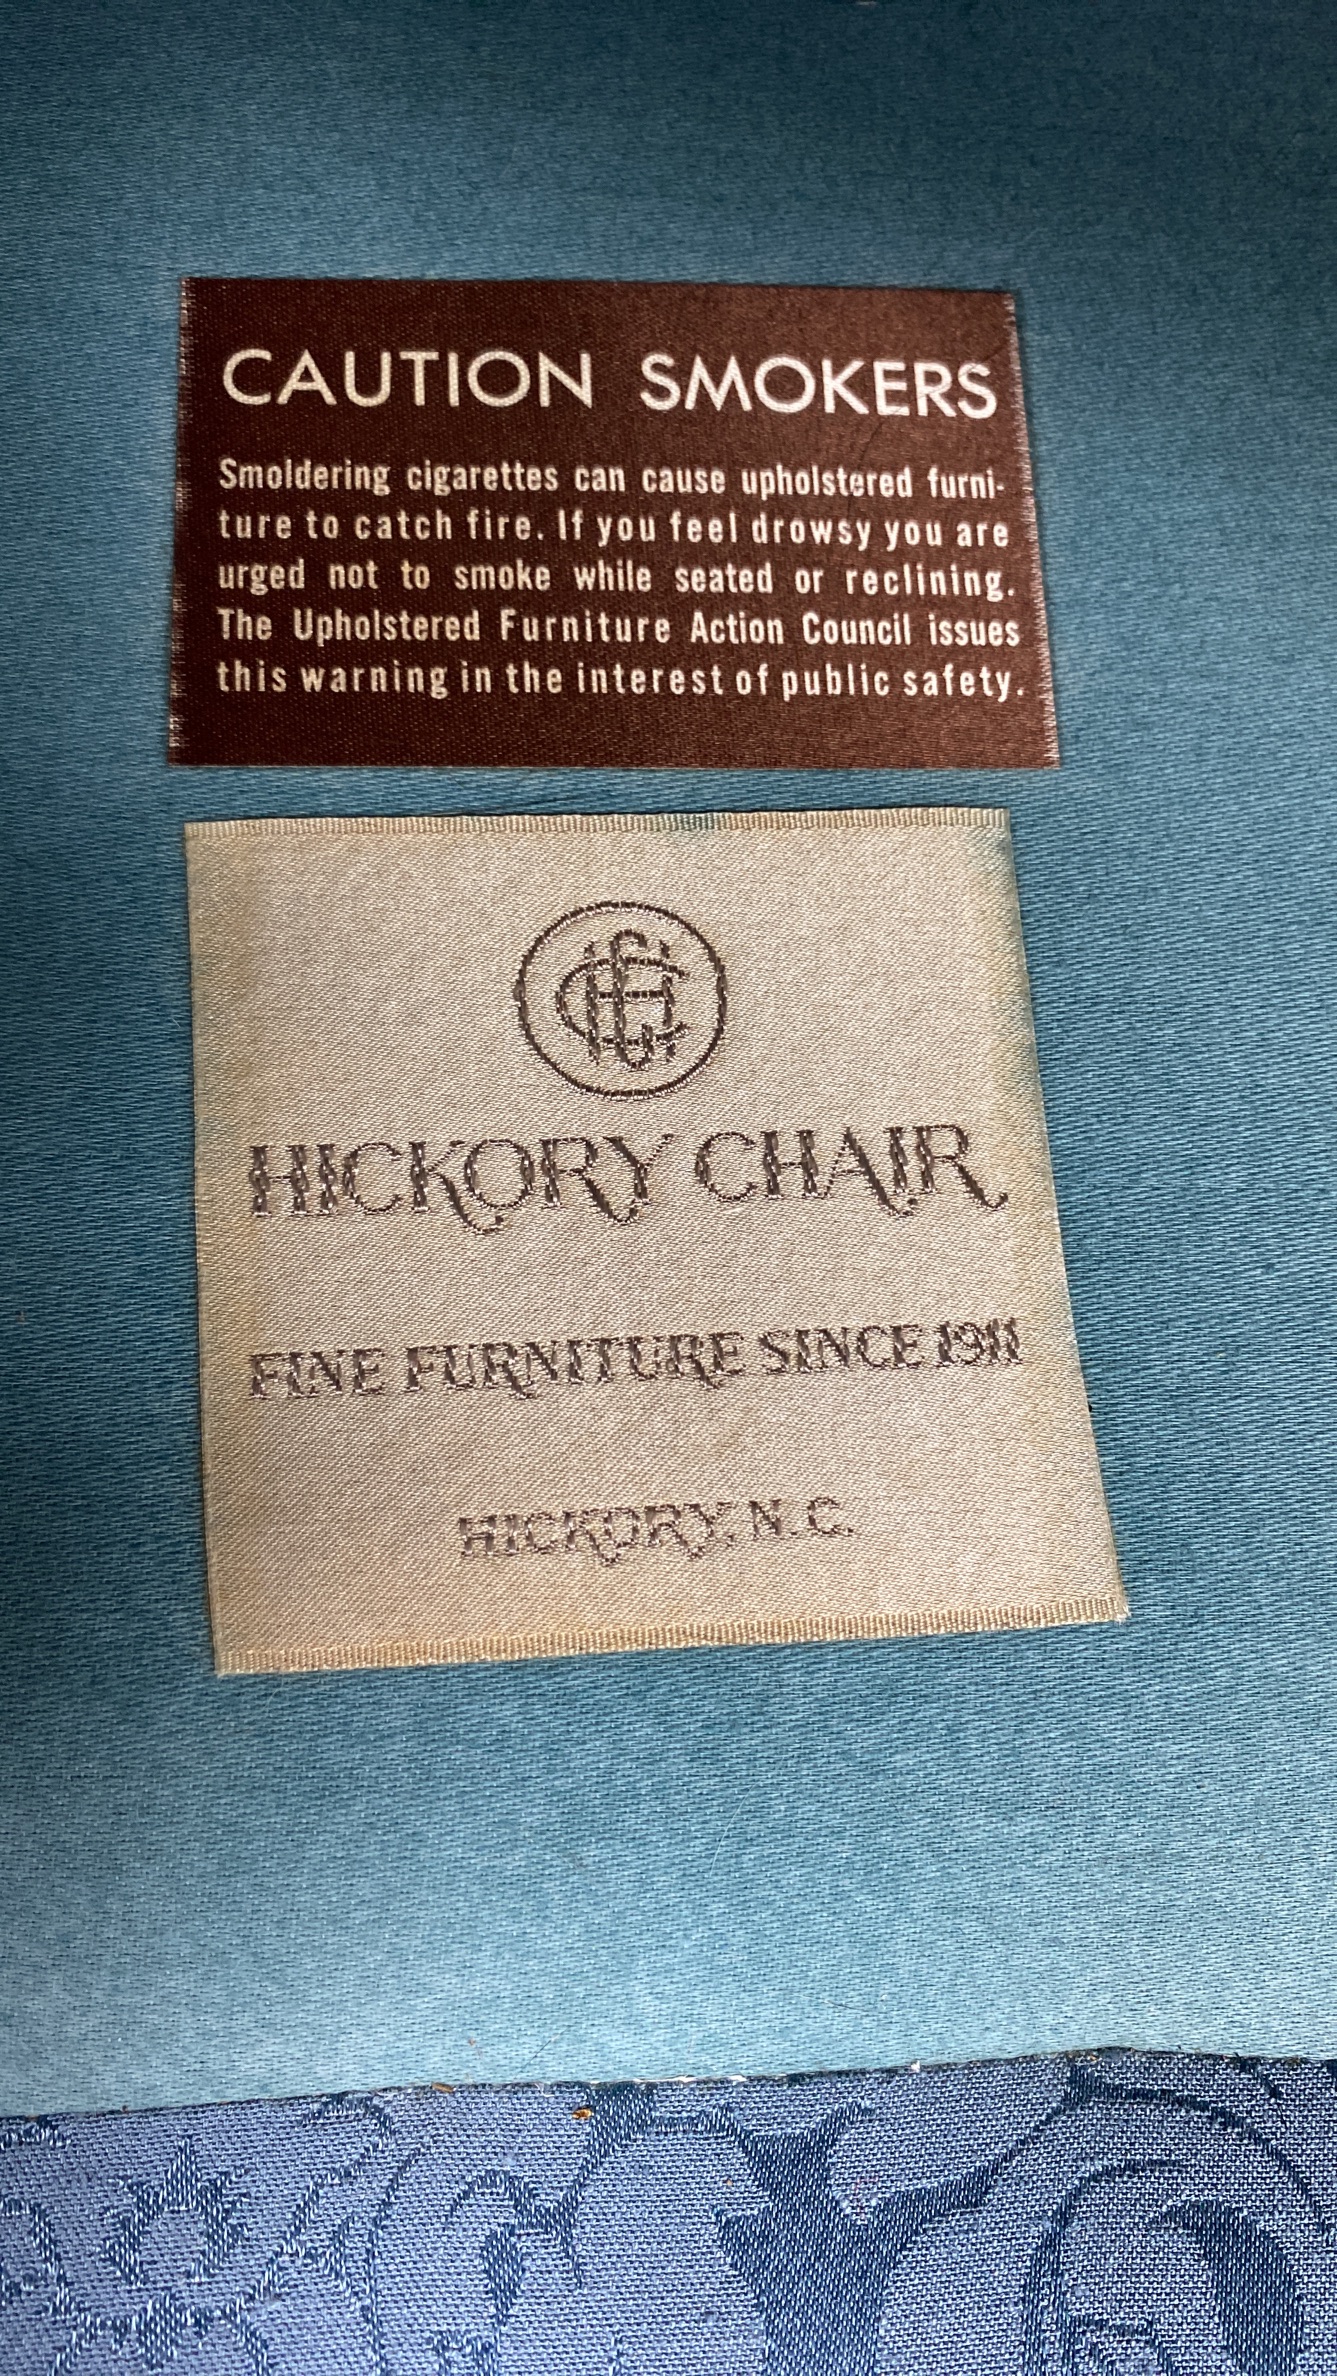 CAUTION SMOKERS
Smoldering cigarettes can cause upholstered furni-
ture to catch fire. If you feel drowsy you are
urged not to smoke while seated or reclining.
The Upholstered Furniture Action Council issues
this warning in the interest of public safety.
HICKORY CHAIR
FINE FURNITURE SINCE 1911
HICKORY, N.C.